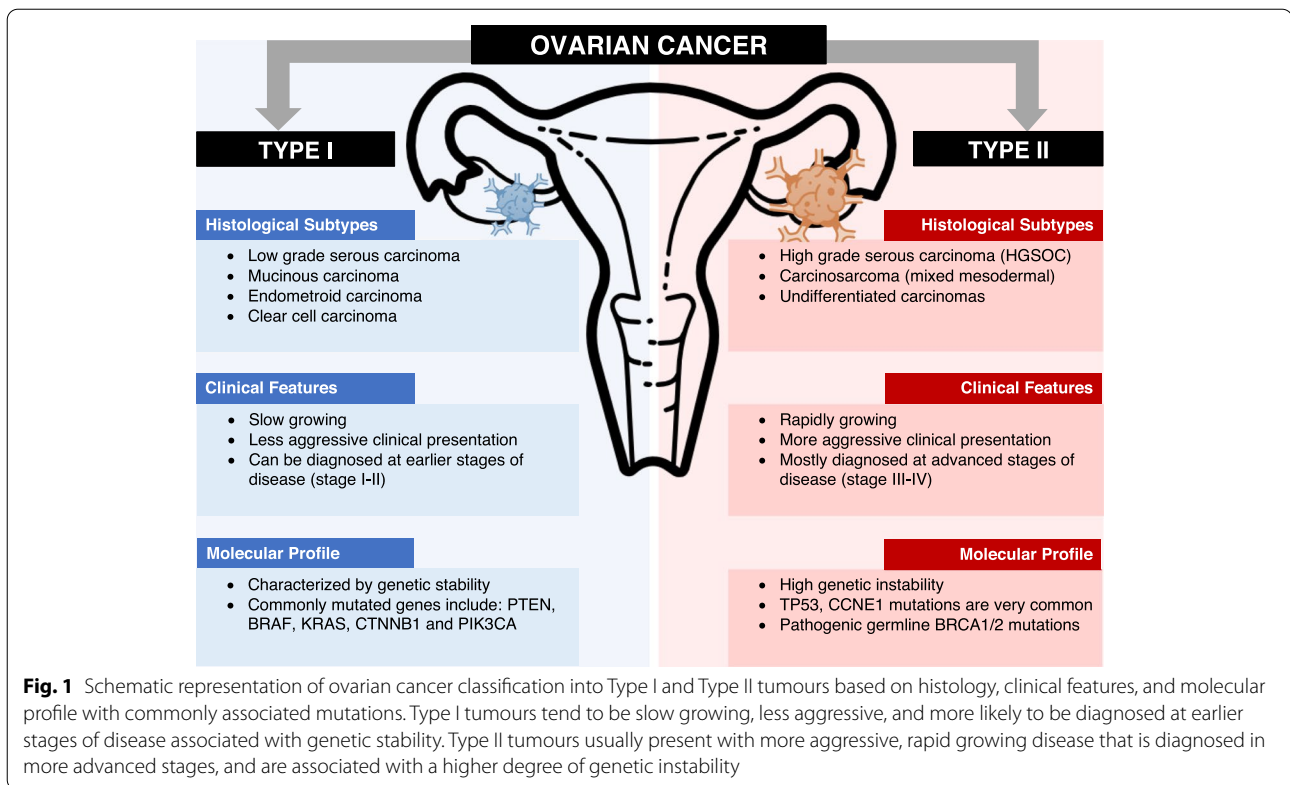 OVARIAN CANCER
TYPE I
Histological Subtypes
• Low grade serous carcinoma
• Mucinous carcinoma
• Endometroid carcinoma
• Clear cell carcinoma
Clinical Features
• Slow growing
• Less aggressive clinical presentation
• Can be diagnosed at earlier stages of
disease (stage I-II)
Molecular Profile
• Characterized by genetic stability
• Commonly mutated genes include: PTEN,
BRAF, KRAS, CTNNB1 and PIK3CA
TYPE II
Histological Subtypes
• High grade serous carcinoma (HGSOC)
• Carcinosarcoma (mixed mesodermal)
• Undifferentiated carcinomas
Clinical Features
• Rapidly growing
• More aggressive clinical presentation
• Mostly diagnosed at advanced stages of
disease (stage III-IV)
Molecular Profile
• High genetic instability
• TP53, CCNE1 mutations are very common
• Pathogenic germline BRCA1/2 mutations
Fig. 1 Schematic representation of ovarian cancer classification into Type I and Type II tumours based on histology, clinical features, and molecular
profile with commonly associated mutations. Type I tumours tend to be slow growing, less aggressive, and more likely to be diagnosed at earlier
stages of disease associated with genetic stability. Type II tumours usually present with more aggressive, rapid growing disease that is diagnosed in
more advanced stages, and are associated with a higher degree of genetic instability